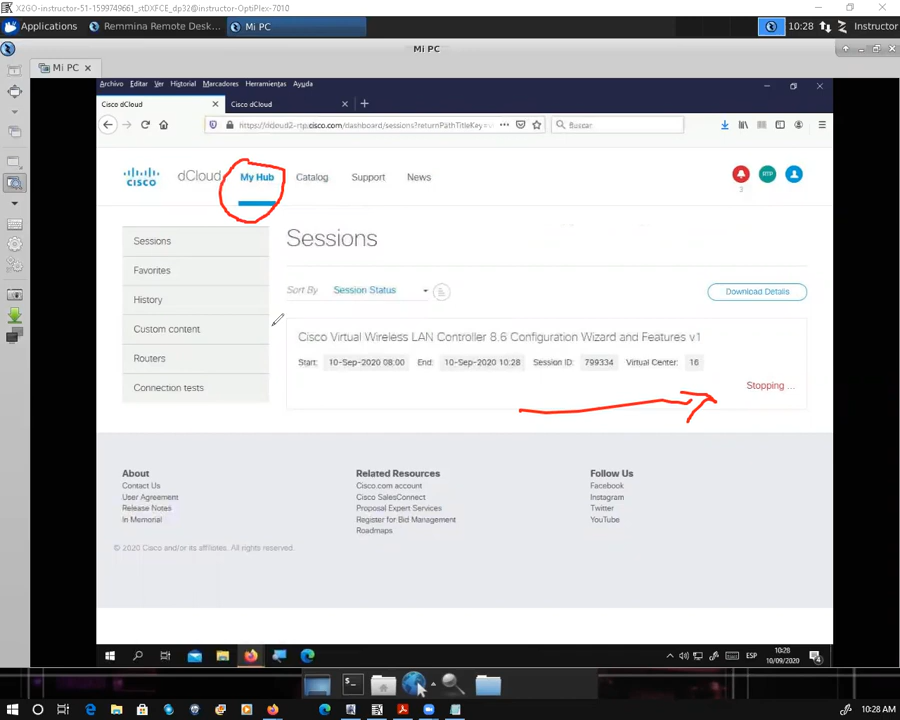 X2GO-instructor-51-1599749661_stDXFCE_dp32@instructor-OptiPlex-7010
Applications
Remmina Remote Desk...
Mi PC
10:28
Instructor
Mi PC
Mi PC
Archivo Editar Ver Historial Marcadores Herramientas Ayuda
Cisco dCloud
Cisco dCloud
https://dcloud2-rtp.cisco.com/dashboard/sessions?returnPathTitleKey=
Buscar
CISCO
dCloud
My Hub
Catalog
Support
News
RTP
3
Sessions
Favorites
History
Custom content
Routers
Connection tests
Sessions
Sort By
Session Status
Download Details
Cisco Virtual Wireless LAN Controller 8.6 Configuration Wizard and Features v1
Start: 10-Sep-2020 08:00 End: 10-Sep-2020 10:28 Session ID: 799334 Virtual Center: 16
Stopping ...
About
Contact Us
User Agreement
Release Notes
In Memorial
Related Resources
Cisco.com account
Cisco SalesConnect
Proposal Expert Services
Register for Bid Management
Roadmaps
Follow Us
Facebook
Instagram
Twitter
YouTube
© 2020 Cisco and/or its affiliates. All rights reserved.
ESP
10:28
10/09/2020
4
10:28 AM